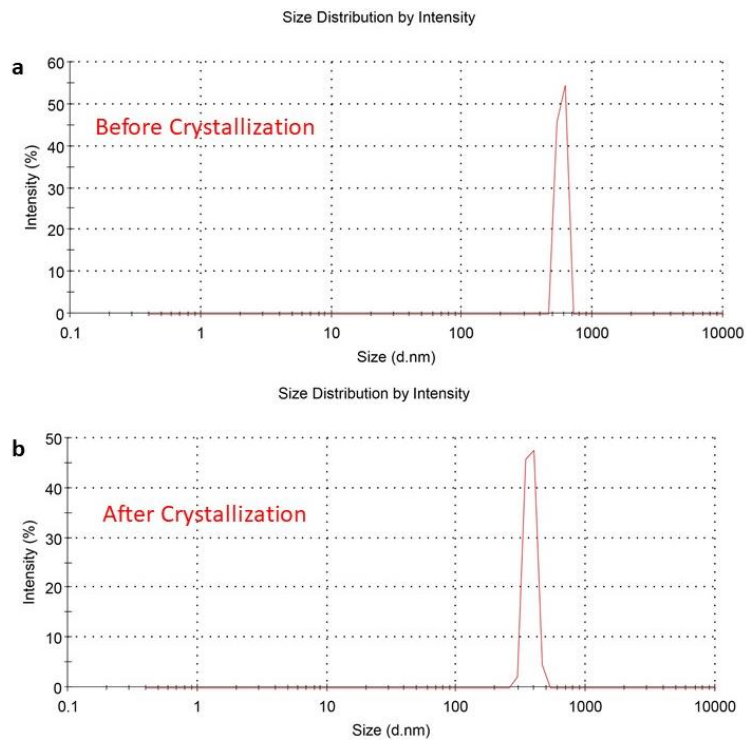 Size Distribution by Intensity
a
60
50
40
30
20
10
0
Intensity (%)
Before Crystallization
0.1 1 10 100 1000 10000
Size (d.nm)
Size Distribution by Intensity
b
50
40
30
20
10
0
Intensity (%)
After Crystallization
0.1 1 10 100 1000 10000
Size (d.nm)